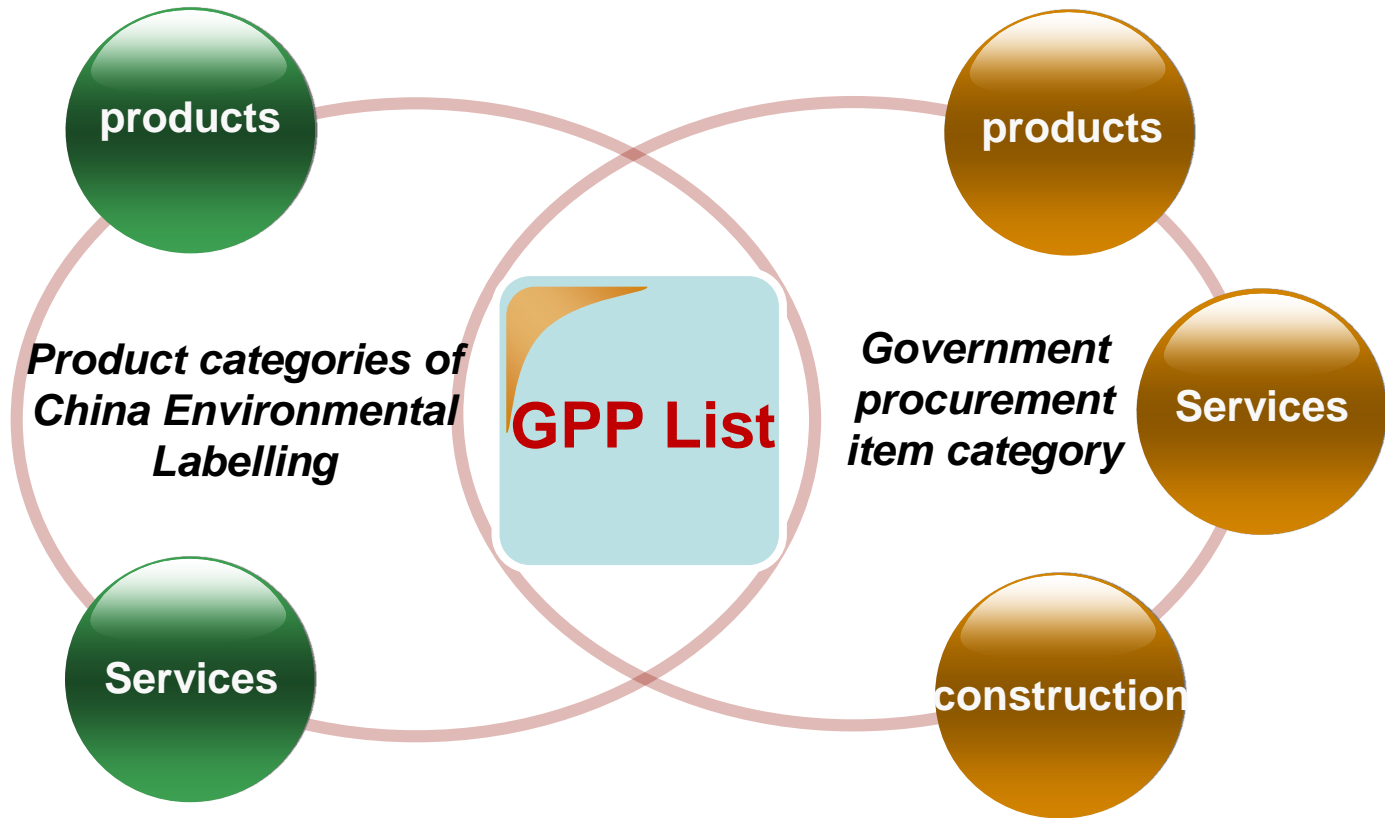 products
products
Product categories of
China Environmental
Labelling
GPP List
Government
procurement
item category
Services
Services
construction